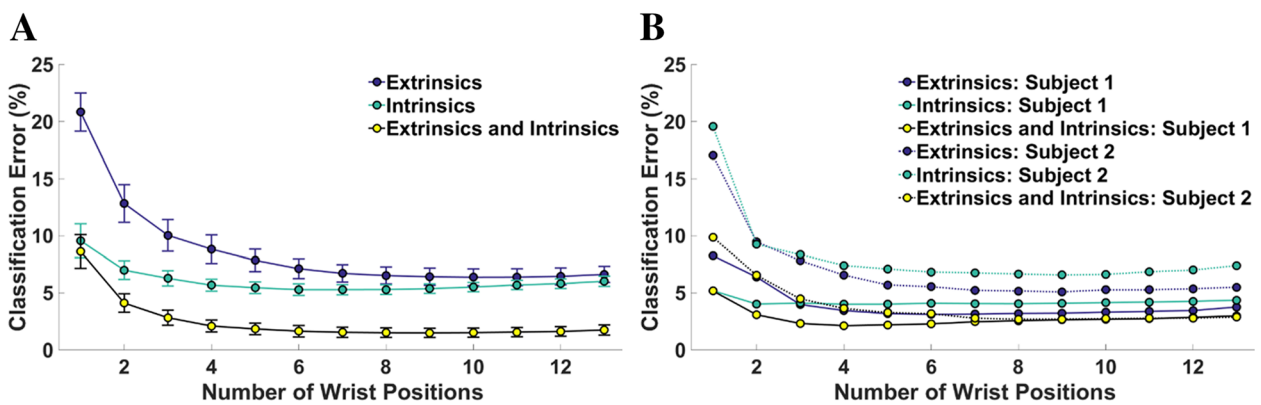 A
Classification Error (%)
25
20
15
10
5
0
Extrinsics
Intrinsics
Extrinsics and Intrinsics
2
4
6
8
10
12
Number of Wrist Positions
B
Classification Error (%)
25
20
15
10
5
0
Extrinsics: Subject 1
Intrinsics: Subject 1
Extrinsics and Intrinsics: Subject 1
Extrinsics: Subject 2
Intrinsics: Subject 2
Extrinsics and Intrinsics: Subject 2
2
4
6
8
10
12
Number of Wrist Positions